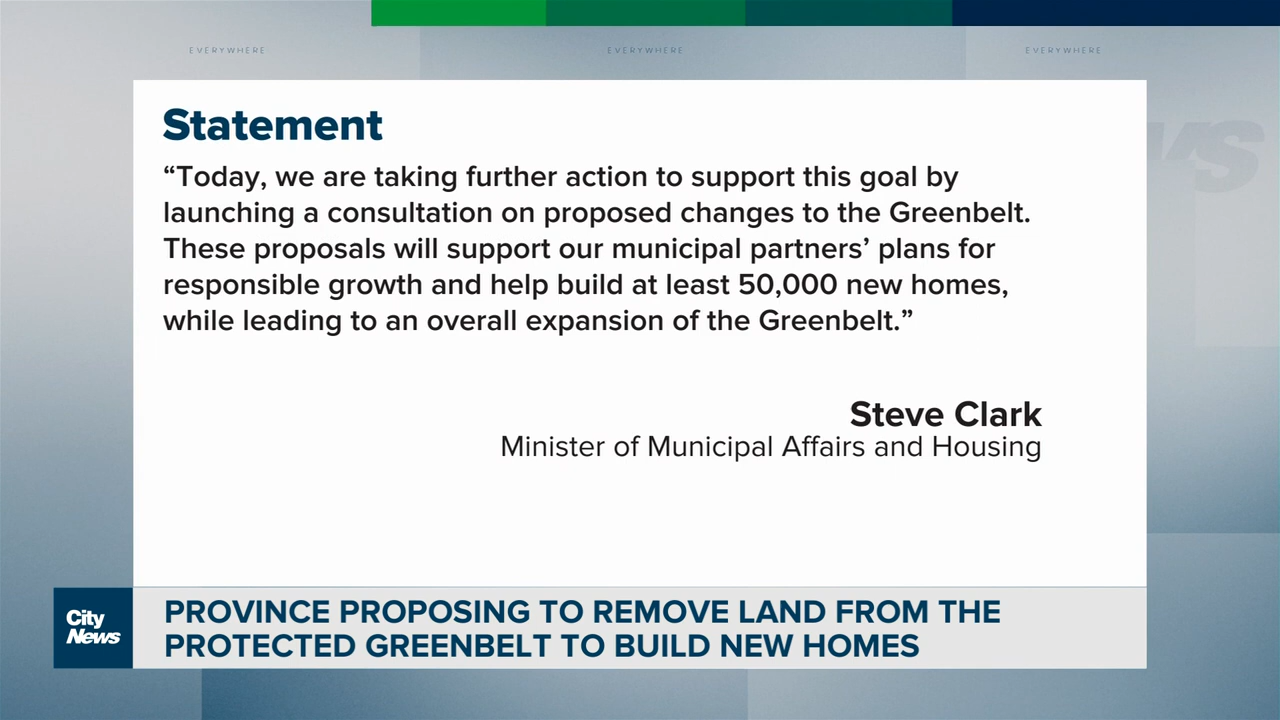 EVERYWHERE EVERYWHERE EVERYWHERE
Statement
“Today, we are taking further action to support this goal by
launching a consultation on proposed changes to the Greenbelt.
These proposals will support our municipal partners’ plans for
responsible growth and help build at least 50,000 new homes,
while leading to an overall expansion of the Greenbelt.”
Steve Clark
Minister of Municipal Affairs and Housing
City
News
PROVINCE PROPOSING TO REMOVE LAND FROM THE
PROTECTED GREENBELT TO BUILD NEW HOMES